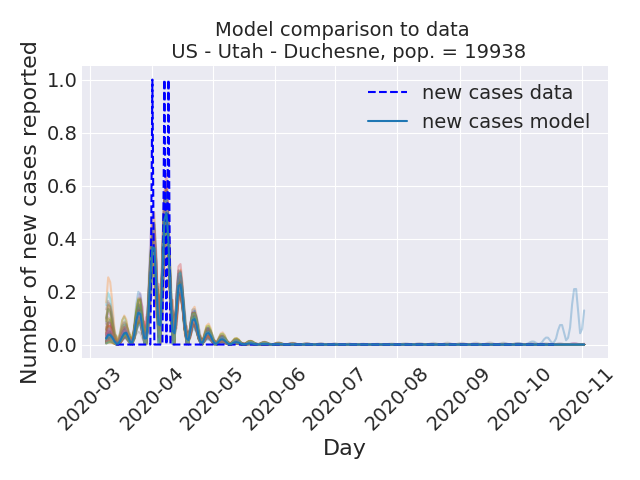 Model comparison to data
US - Utah - Duchesne, pop. = 19938
Number of new cases reported
1.0
0.8
0.6
0.4
0.2
0.0
new cases data
new cases model
2020-03
2020-04
2020-05
2020-06
2020-07
2020-08
2020-09
2020-10
2020-11
Day